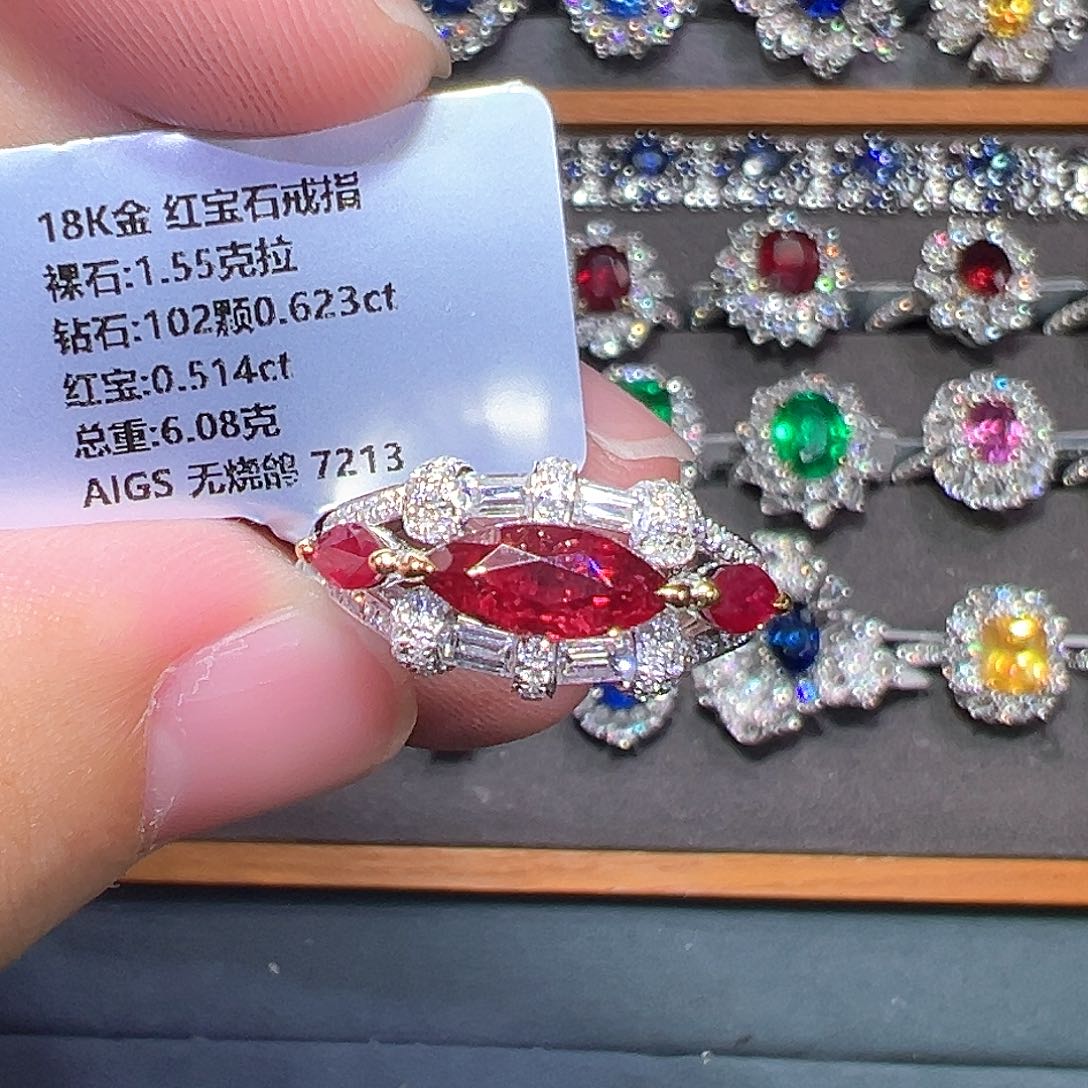 18K金 红宝石戒指
裸石:1.55克拉
钻石:102颗0.623ct
红宝:0.514ct
总重:6.08克
AIGS 无烧鸽 7213